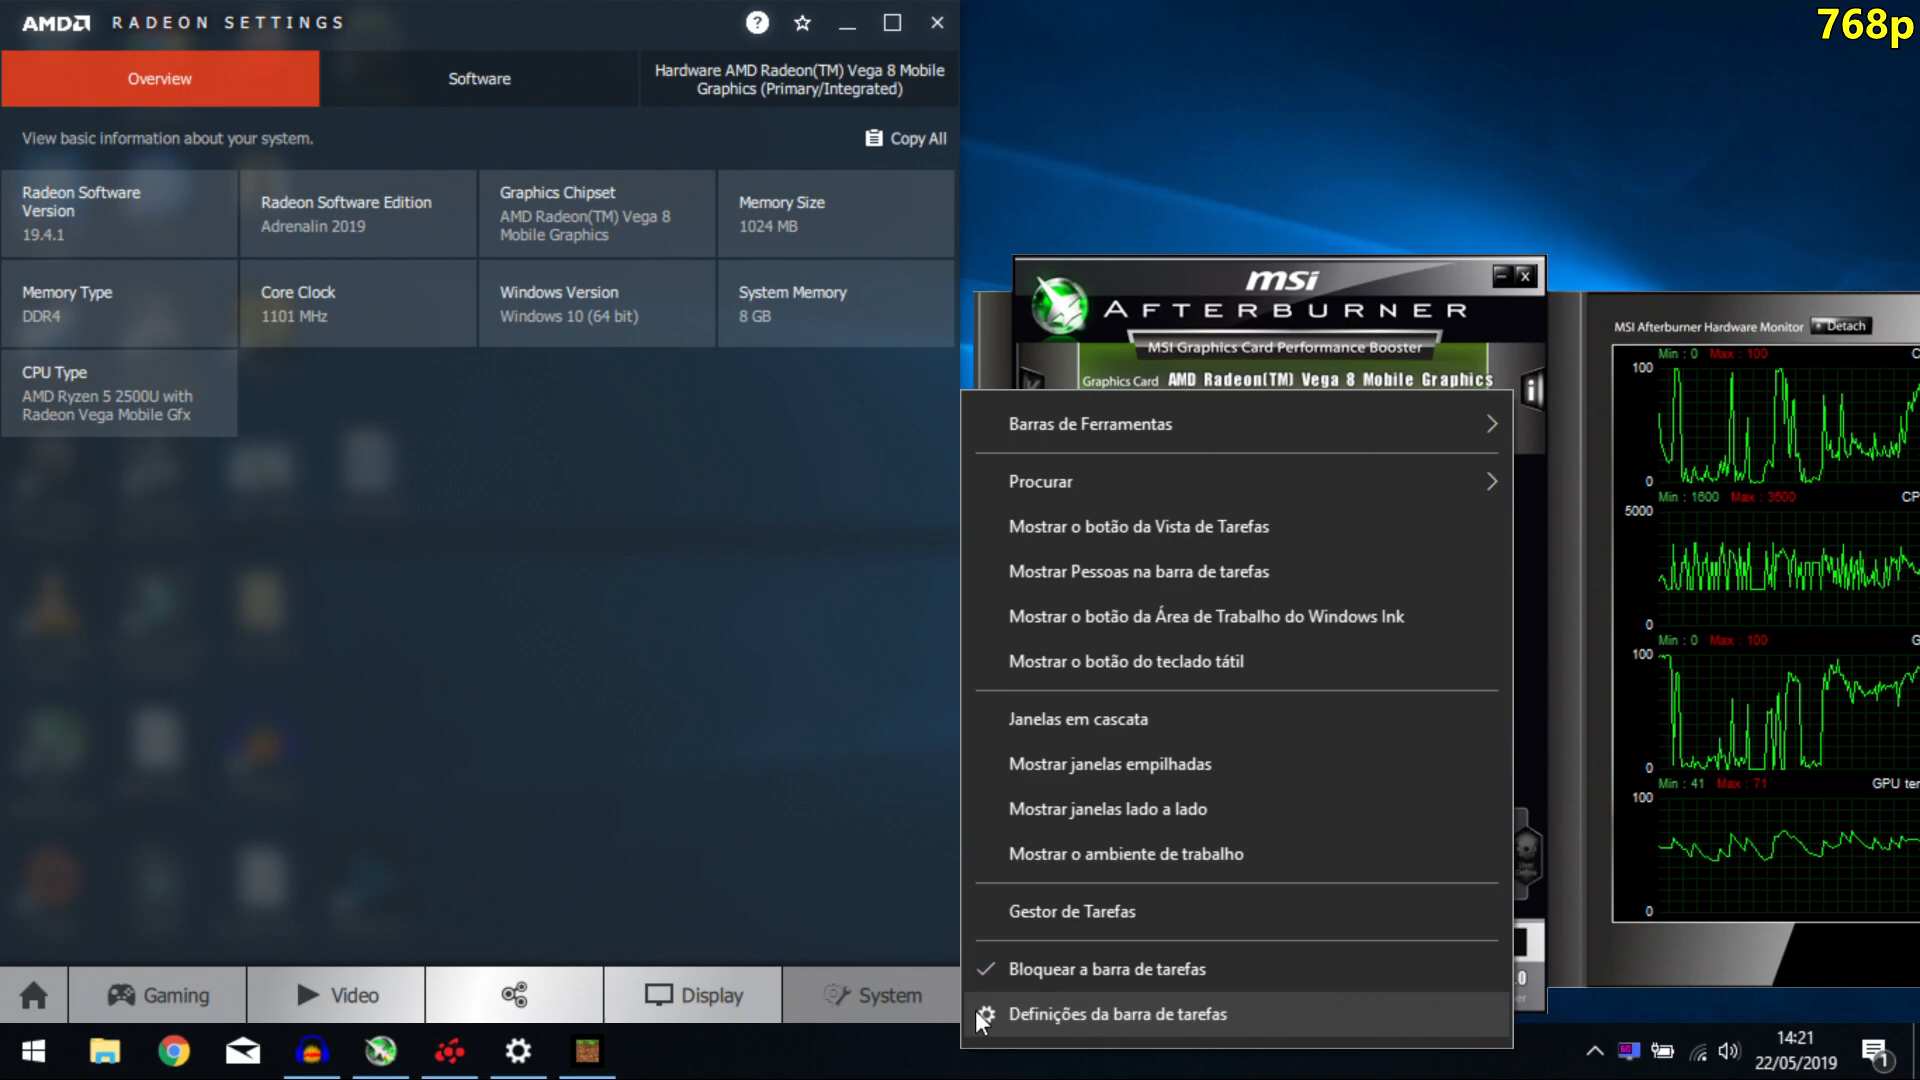 AMD RADEON SETTINGS
?
768p
Overview
Software
Hardware AMD Radeon(TM) Vega 8 Mobile
Graphics (Primary/Integrated)
View basic information about your system.
Copy All
Radeon Software
Version
19.4.1
Radeon Software Edition
Adrenalin 2019
Graphics Chipset
AMD Radeon(TM) Vega 8
Mobile Graphics
Memory Size
1024 MB
Memory Type
DDR4
Core Clock
1101 MHz
Windows Version
Windows 10 (64 bit)
System Memory
8 GB
CPU Type
AMD Ryzen 5 2500U with
Radeon Vega Mobile Gfx
Gaming
Video
Display
System
msi
AFTERBURNER
MSI Graphics Card Performance Booster
Graphics Card AMD Radeon(TM) Vega 8 Mobile Graphics
i
Barras de Ferramentas
Procurar
Mostrar o botão da Vista de Tarefas
Mostrar Pessoas na barra de tarefas
Mostrar o botão da Área de Trabalho do Windows Ink
Mostrar o botão do teclado tátil
Janelas em cascata
Mostrar janelas empilhadas
Mostrar janelas lado a lado
Mostrar o ambiente de trabalho
Gestor de Tarefas
Bloquear a barra de tarefas
Definições da barra de tarefas
.0
MSI Afterburner Hardware Monitor
Detach
Min : 0 Max : 100 C
100
0
Min : 1600 Max : 3600 CP
5000
0
Min : 0 Max : 100 G
100
0
Min : 41 Max : 71 GPU ter
100
0
60
14:21
22/05/2019
1